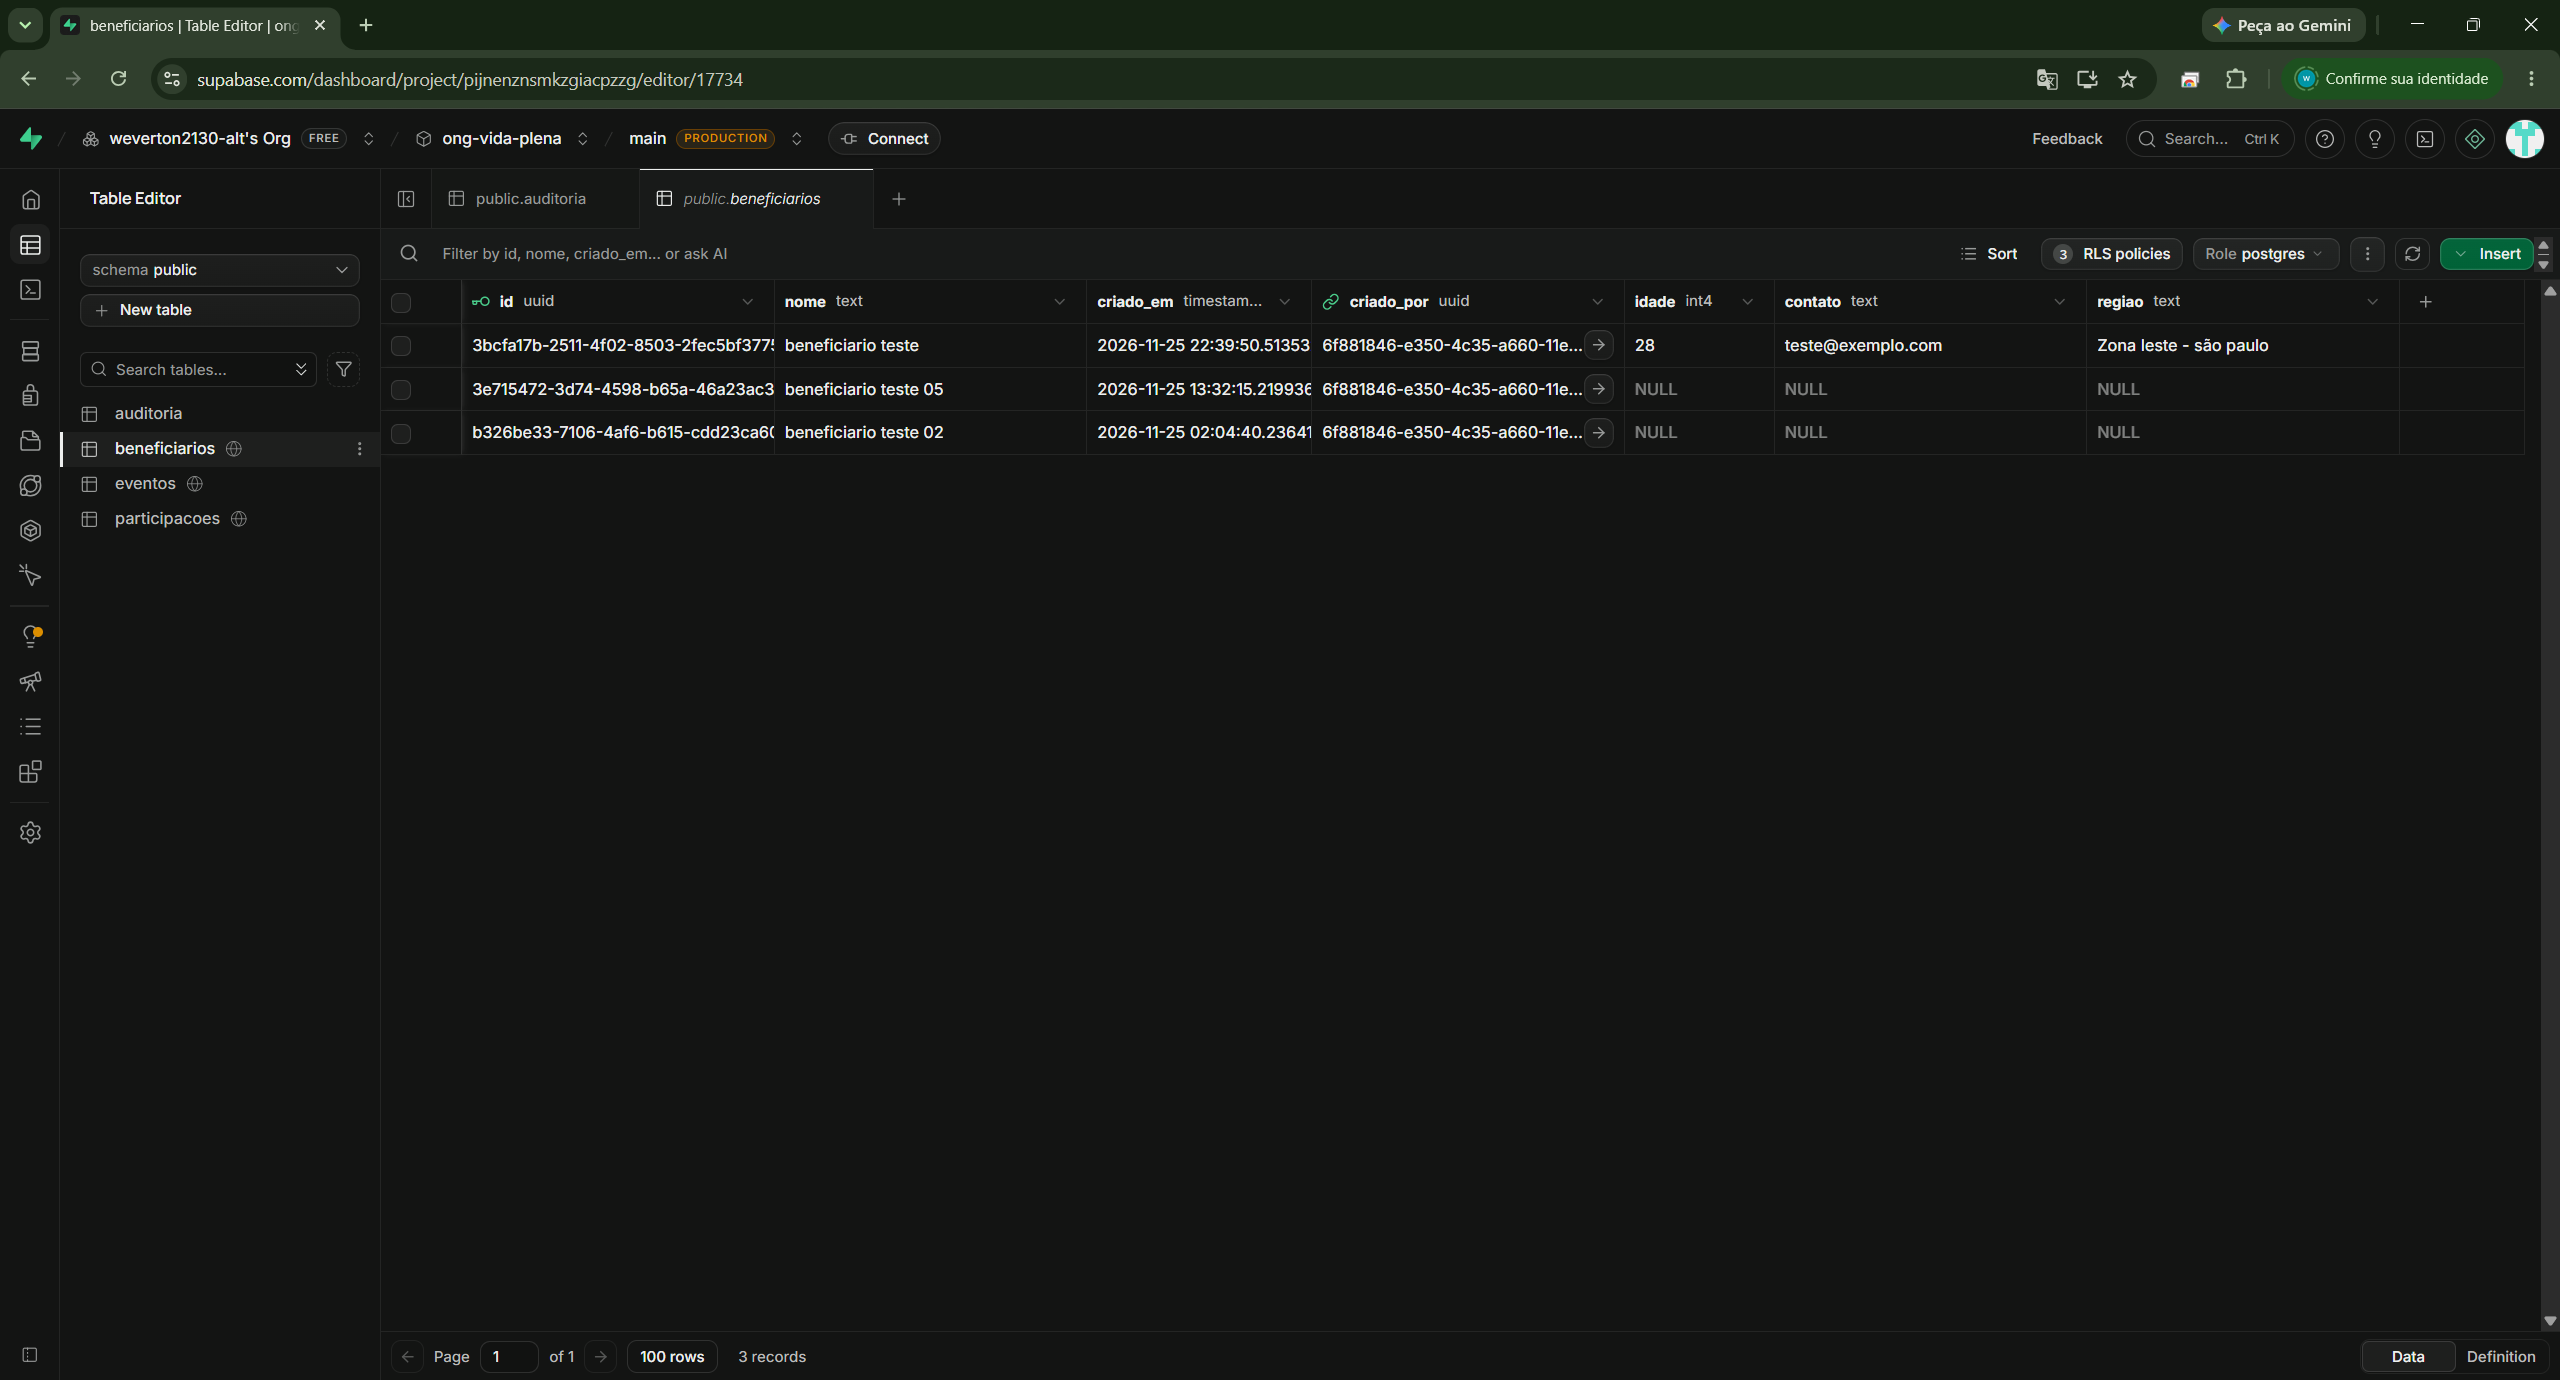 beneficiarios | Table Editor | ong
Peça ao Gemini
supabase.com/dashboard/project/pijnenznsmkzgiacpzzg/editor/17734
W Confirme sua identidade
weverton2130-alt's Org FREE / ong-vida-plena / main PRODUCTION Connect
Feedback Search... Ctrl K
Table Editor
public.auditoria
public.beneficiarios
schema public
New table
Search tables...
auditoria
beneficiarios
eventos
participacoes
Filter by id, nome, criado_em... or ask AI
Sort 3 RLS policies Role postgres Insert
id uuid nome text criado_em timestam... criado_por uuid idade int4 contato text regiao text
3bcfa17b-2511-4f02-8503-2fec5bf377 beneficiario teste 2026-11-25 22:39:50.51353 6f881846-e350-4c35-a660-11e... 28 teste@exemplo.com Zona leste - são paulo
3e715472-3d74-4598-b65a-46a23ac3 beneficiario teste 05 2026-11-25 13:32:15.219936 6f881846-e350-4c35-a660-11e... NULL NULL NULL
b326be33-7106-4af6-b615-cdd23ca6 beneficiario teste 02 2026-11-25 02:04:40.23641 6f881846-e350-4c35-a660-11e... NULL NULL NULL
Page 1 of 1 100 rows 3 records
Data Definition